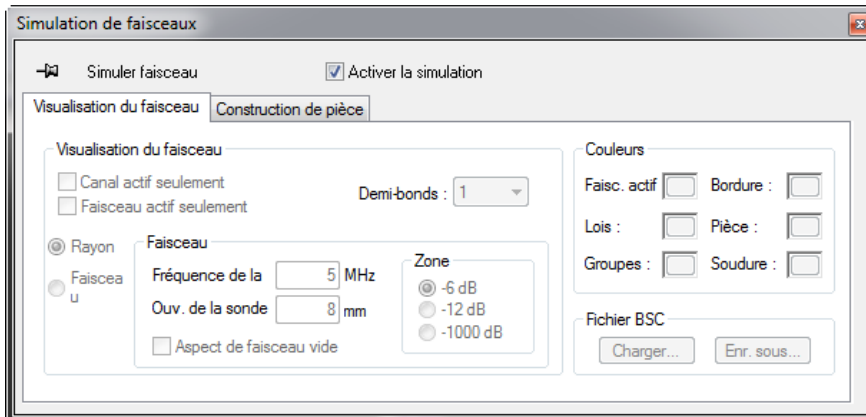 Simulation de faisceaux
Simuler faisceau
Activer la simulation
Visualisation du faisceau
Construction de pièce
Visualisation du faisceau
Canal actif seulement
Faisceau actif seulement
Demi-bonds : 1
Rayon
Faiscea
u
Faisceau
Fréquence de la 5 MHz
Ouv. de la sonde 8 mm
Aspect de faisceau vide
Zone
-6 dB
-12 dB
-1000 dB
Couleurs
Faisc. actif
Bordure :
Lois :
Pièce :
Groupes :
Soudure :
Fichier BSC
Charger...
Enr. sous...